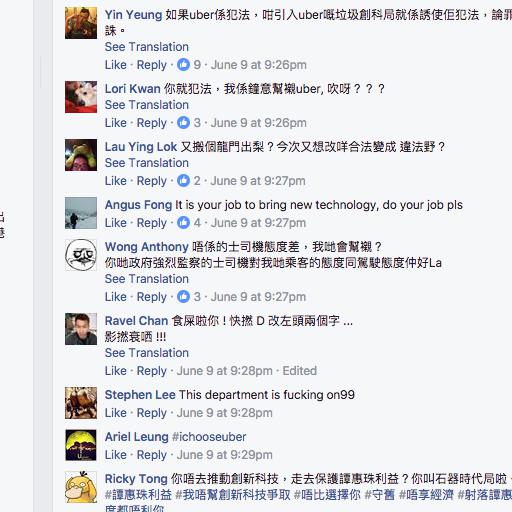 Yin Yeung 如果uber係犯法，咁引入uber嘅垃圾創科局就係誘使佢犯法，論罪
誅。
See Translation
Like · Reply · 9 · June 9 at 9:26pm
Lori Kwan 你就犯法，我係鐘意幫襯uber, 吹呀？？？
See Translation
Like · Reply · 3 · June 9 at 9:26pm
Lau Ying Lok 又搬個龍門出嚟？今次又想改咩合法變成 違法野？
See Translation
Like · Reply · 2 · June 9 at 9:27pm
Angus Fong It is your job to bring new technology, do your job pls
Like · Reply · 4 · June 9 at 9:27pm
Wong Anthony 唔係的士司機態度差，我哋會幫襯？
你哋政府強烈監察的士司機對我哋乘客的態度同駕駛態度仲好La
See Translation
Like · Reply · 3 · June 9 at 9:27pm
Ravel Chan 食屎啦你！快撚 D 改左頭兩個字 ...
影撚衰哂 !!!
See Translation
Like · Reply · June 9 at 9:28pm · Edited
Stephen Lee This department is fucking on99
Like · Reply · June 9 at 9:28pm
Ariel Leung #ichooseuber
Like · Reply · June 9 at 9:29pm
Ricky Tong 你唔去推動創新科技，走去保護譚惠珠利益？你叫石器時代局啦
#譚惠珠利益 #我唔幫創新科技爭取 #唔比選擇你 #守舊 #唔享經濟 #射落譚惠
度都唔利你